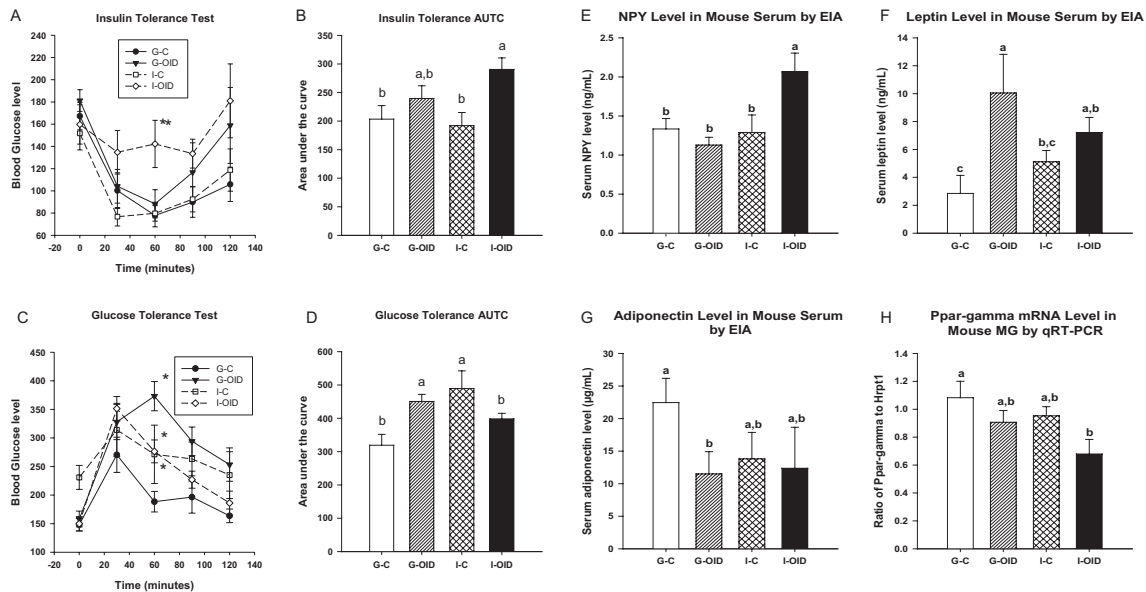 A
Insulin Tolerance Test
Blood Glucose level
240
220
200
180
160
140
120
100
80
60
-20 0 20 40 60 80 100 120 140
Time (minutes)
G-C
G-OID
I-C
I-OID
**
B
Insulin Tolerance AUTC
Area under the curve
400
300
200
100
0
b
a,b
b
a
G-C G-OID I-C I-OID
E
NPY Level in Mouse Serum by EIA
Serum NPY level (ng/mL)
2.5
2.0
1.5
1.0
0.5
0.0
b
b
b
a
G-C G-OID I-C I-OID
F
Leptin Level in Mouse Serum by EIA
Serum leptin level (ng/mL)
14
12
10
8
6
4
2
0
c
a
b,c
a,b
G-C G-OID I-C I-OID
C
Glucose Tolerance Test
Blood Glucose level
450
400
350
300
250
200
150
100
-20 0 20 40 60 80 100 120 140
Time (minutes)
G-C
G-OID
I-C
I-OID
*
*
*
D
Glucose Tolerance AUTC
Area under the curve
600
500
400
300
200
100
0
b
a
a
b
G-C G-OID I-C I-OID
G
Adiponectin Level in Mouse Serum
by EIA
Serum adiponectin level (µg/mL)
30
25
20
15
10
5
0
a
b
a,b
a,b
G-C G-OID I-C I-OID
H
Ppar-gamma mRNA Level in
Mouse MG by qRT-PCR
Ratio of Ppar-gamma to Hrpt1
1.4
1.2
1.0
0.8
0.6
0.4
0.2
0.0
a
a,b
a,b
b
G-C G-OID I-C I-OID